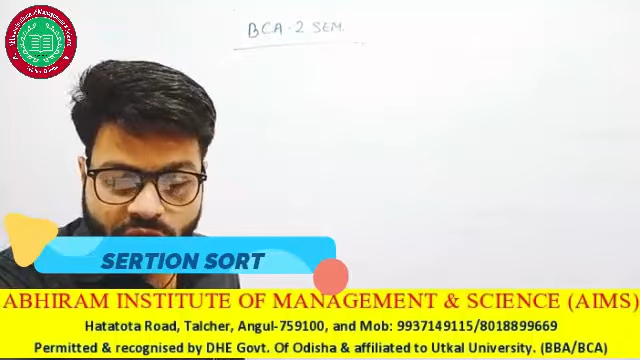 BCA-2 SEM.
SERTION SORT
ABHIRAM INSTITUTE OF MANAGEMENT & SCIENCE (AIMS)
Hatatota Road, Talcher, Angul-759100, and Mob: 9937149115/8018899669
Permitted & recognised by DHE Govt. Of Odisha & affiliated to Utkal University. (BBA/BCA)